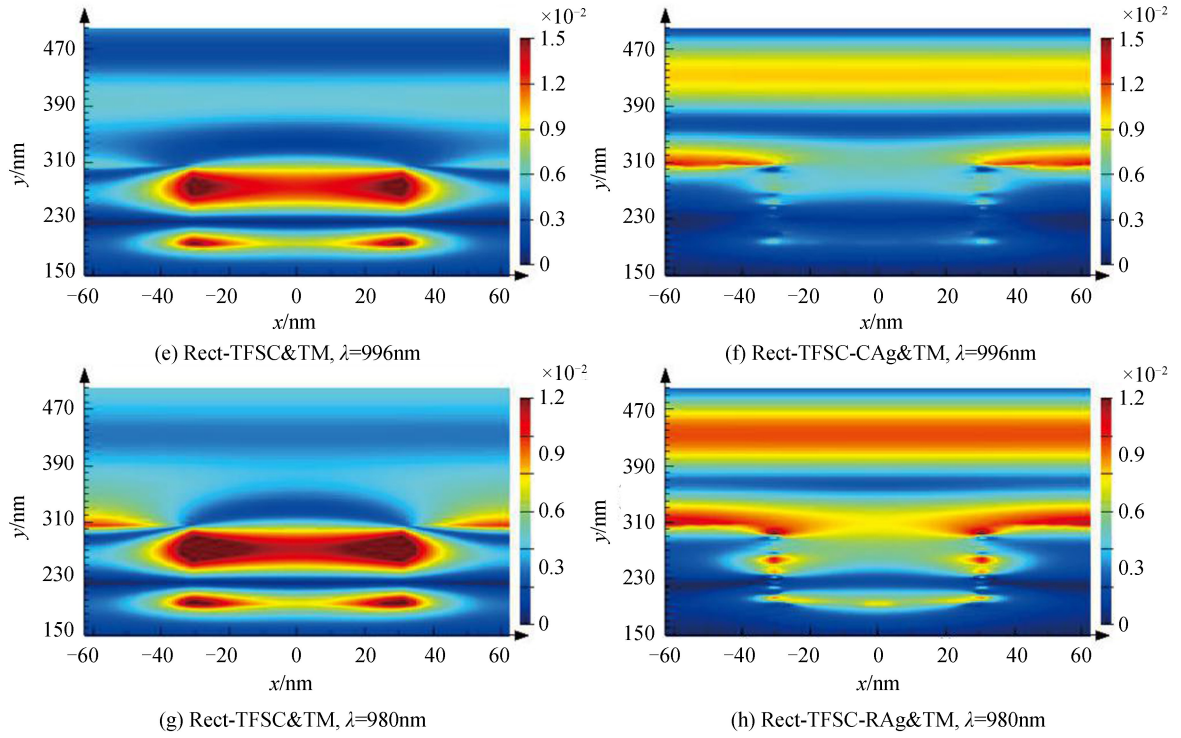 ×10⁻²
1.5
1.2
0.9
0.6
0.3
0
y/nm
470
390
310
230
150
−60 −40 −20 0 20 40 60
x/nm
(e) Rect-TFSC&TM, λ=996nm
×10⁻²
1.5
1.2
0.9
0.6
0.3
0
y/nm
470
390
310
230
150
−60 −40 −20 0 20 40 60
x/nm
(f) Rect-TFSC-CAg&TM, λ=996nm
×10⁻²
1.2
0.9
0.6
0.3
0
y/nm
470
390
310
230
150
−60 −40 −20 0 20 40 60
x/nm
(g) Rect-TFSC&TM, λ=980nm
×10⁻²
1.2
0.9
0.6
0.3
0
y/nm
470
390
310
230
150
−60 −40 −20 0 20 40 60
x/nm
(h) Rect-TFSC-RAg&TM, λ=980nm